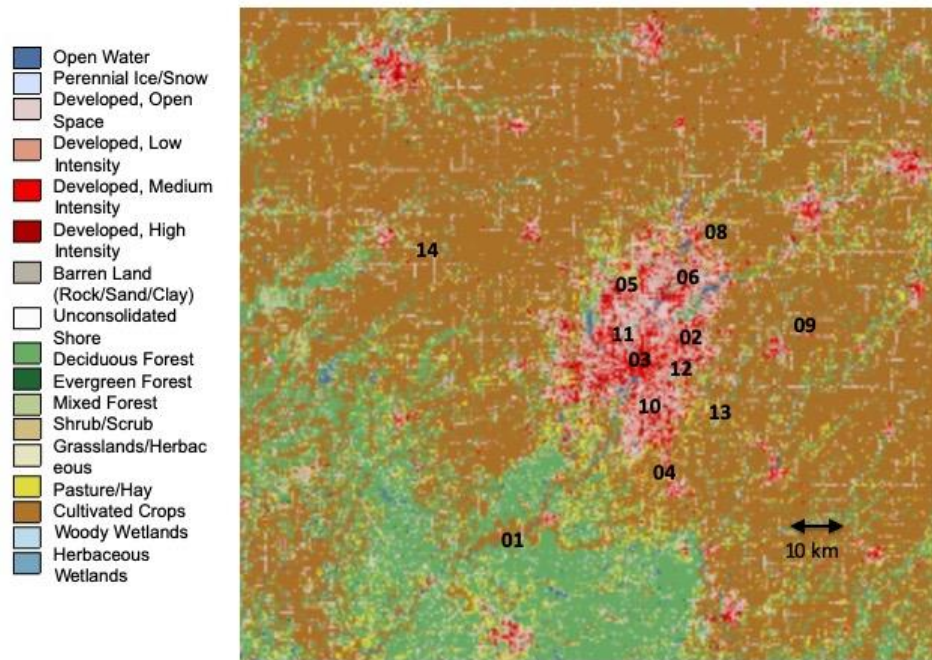 Open Water
Perennial Ice/Snow
Developed, Open
Space
Developed, Low
Intensity
Developed, Medium
Intensity
Developed, High
Intensity
Barren Land
(Rock/Sand/Clay)
Unconsolidated
Shore
Deciduous Forest
Evergreen Forest
Mixed Forest
Shrub/Scrub
Grasslands/Herbac
eous
Pasture/Hay
Cultivated Crops
Woody Wetlands
Herbaceous
Wetlands
08
14
06
05
09
11
02
03
12
10
13
04
01
10 km